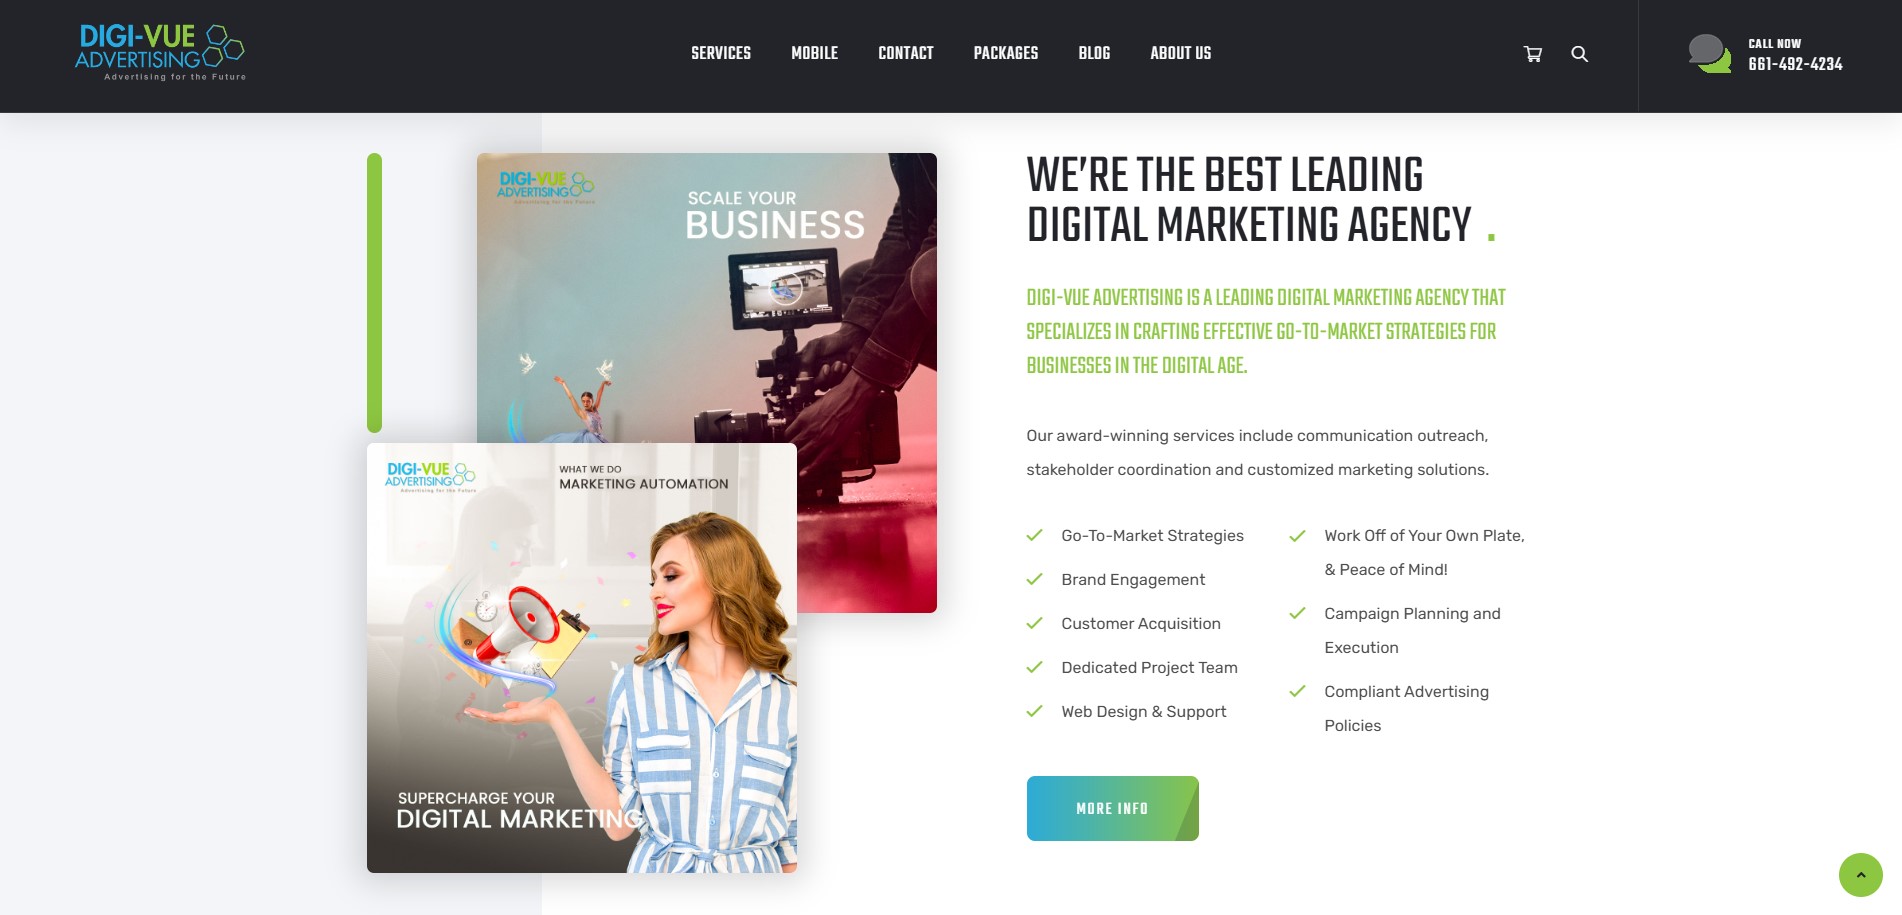 DIGI-VUE
ADVERTISING
Advertising for the Future
SERVICES
MOBILE
CONTACT
PACKAGES
BLOG
ABOUT US
CALL NOW
661-492-4234
DIGI-VUE
ADVERTISING
Advertising for the Future
SCALE YOUR
BUSINESS
DIGI-VUE
ADVERTISING
Advertising for the Future
WHAT WE DO
MARKETING AUTOMATION
SUPERCHARGE YOUR
DIGITAL MARKETING
WE’RE THE BEST LEADING
DIGITAL MARKETING AGENCY .
DIGI-VUE ADVERTISING IS A LEADING DIGITAL MARKETING AGENCY THAT
SPECIALIZES IN CRAFTING EFFECTIVE GO-TO-MARKET STRATEGIES FOR
BUSINESSES IN THE DIGITAL AGE.
Our award-winning services include communication outreach,
stakeholder coordination and customized marketing solutions.
Go-To-Market Strategies
Brand Engagement
Customer Acquisition
Dedicated Project Team
Web Design & Support
Work Off of Your Own Plate,
& Peace of Mind!
Campaign Planning and
Execution
Compliant Advertising
Policies
MORE INFO